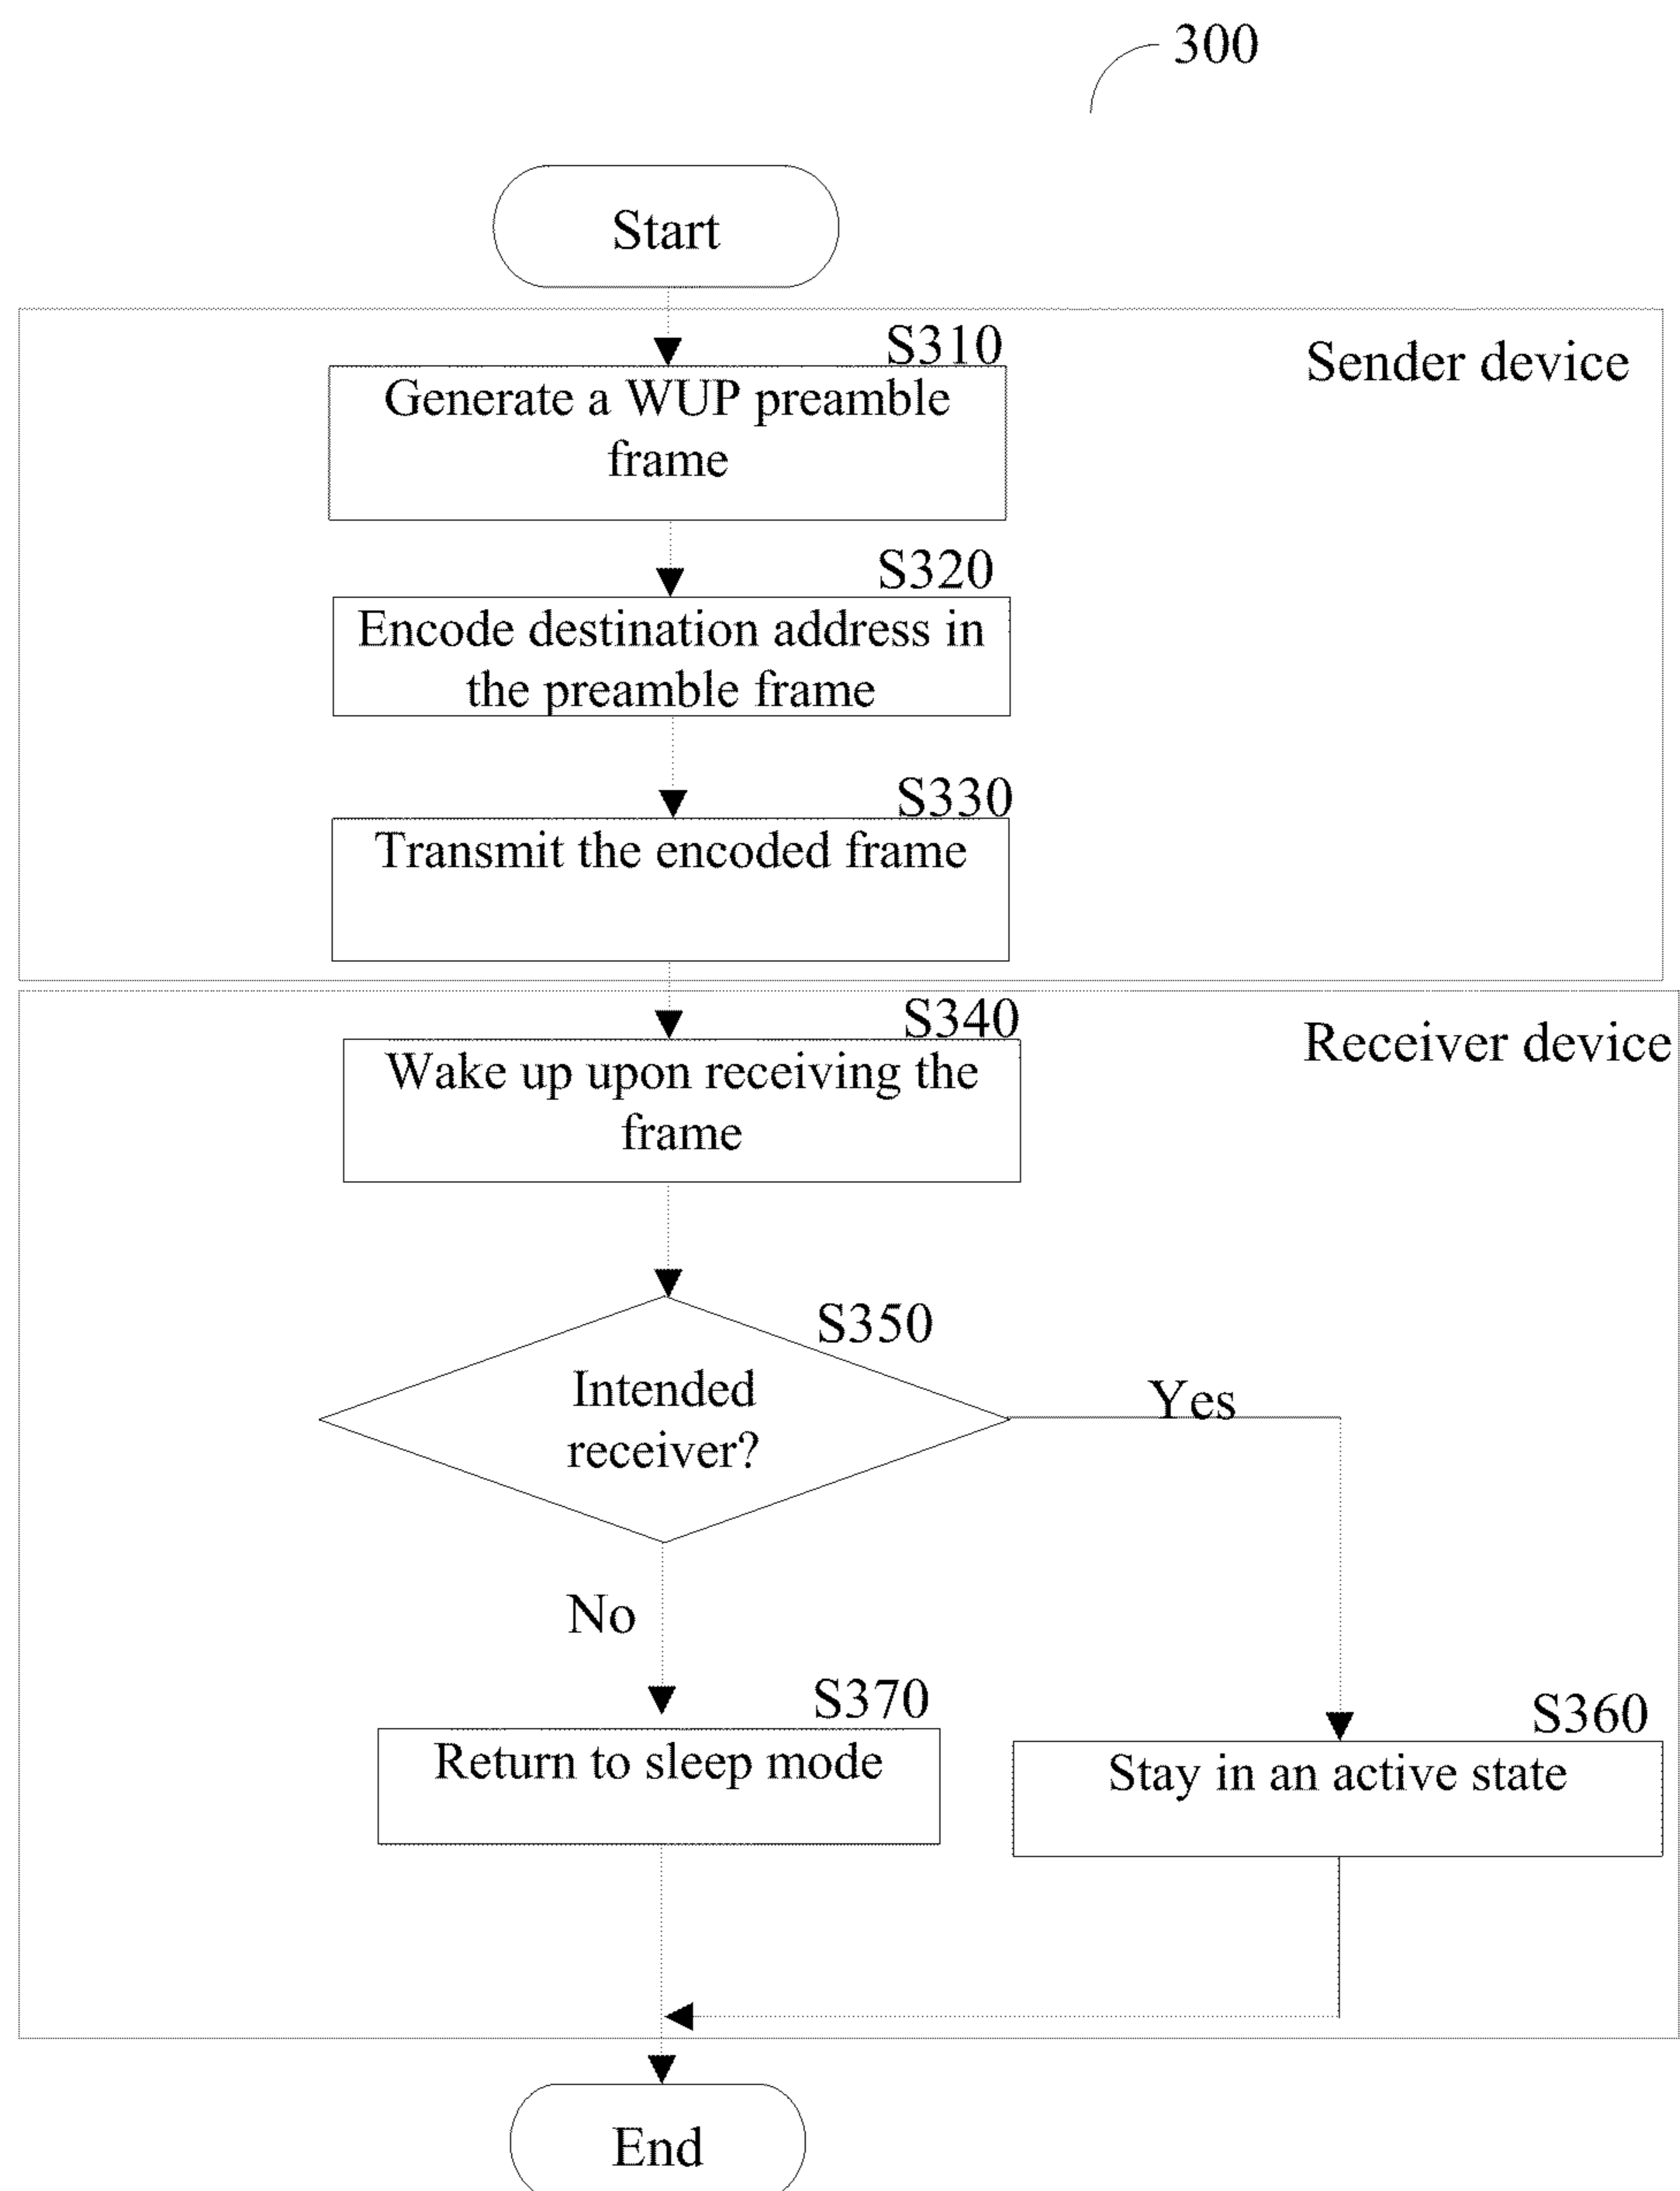 300
Start
Sender device
S310
Generate a WUP preamble
frame
S320
Encode destination address in
the preamble frame
S330
Transmit the encoded frame
Receiver device
S340
Wake up upon receiving the
frame
S350
Intended
receiver?
Yes
No
S370
Return to sleep mode
S360
Stay in an active state
End